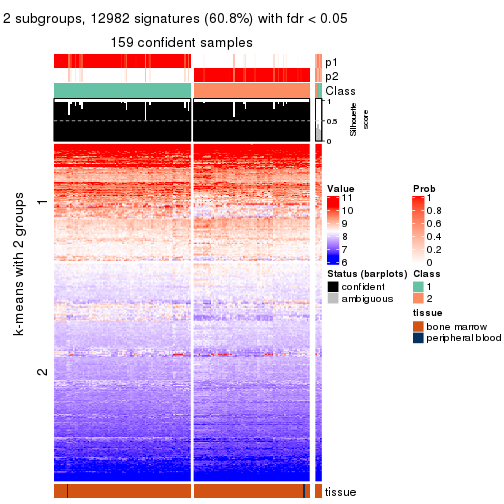 2 subgroups, 12982 signatures (60.8%) with fdr < 0.05
159 confident samples
p1
p2
Class
1
0.5
0
Silhouette
score
k-means with 2 groups
1
2
tissue
Value
11
10
9
8
7
6
Prob
1
0.8
0.6
0.4
0.2
0
Status (barplots)
confident
ambiguous
Class
1
2
tissue
bone marrow
peripheral blood